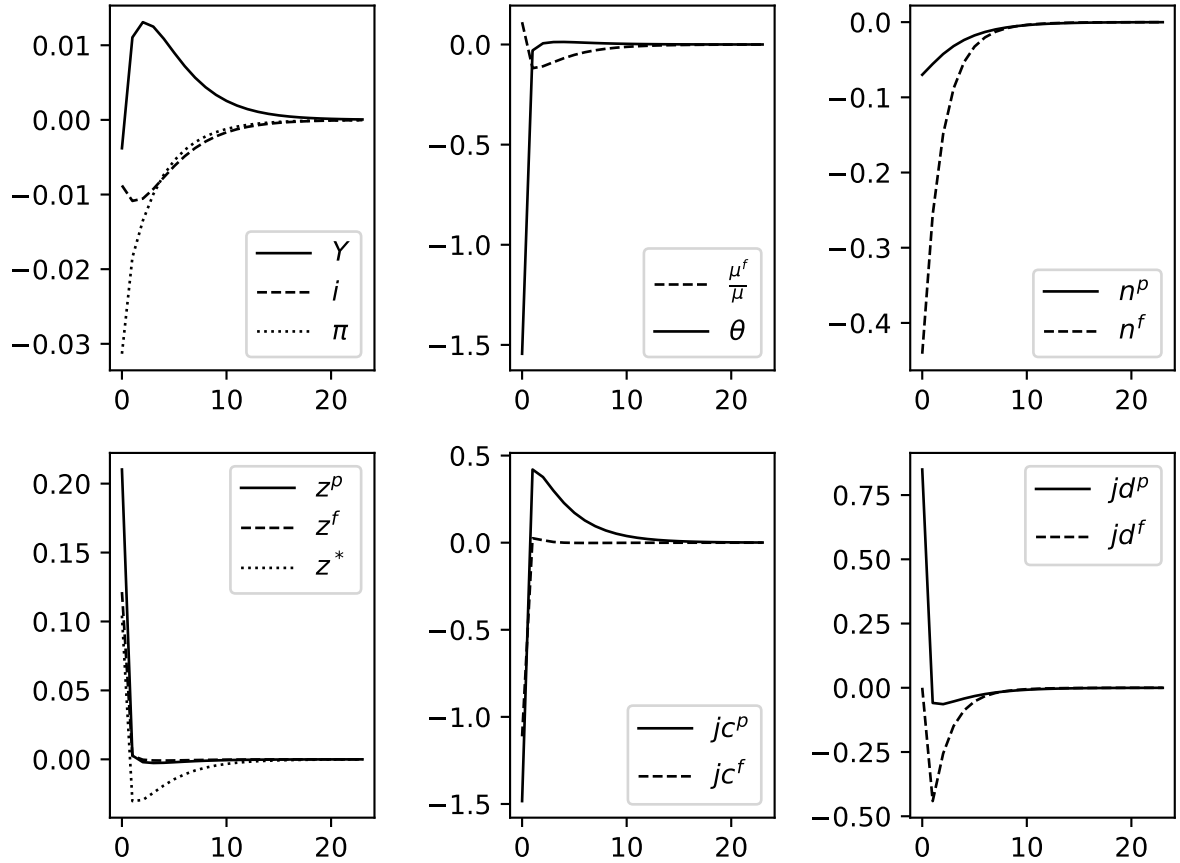 0.01
0.00
−0.01
−0.02
−0.03
0 10 20
Y
i
π
0.0
−0.5
−1.0
−1.5
0 10 20
μ^f/μ
θ
0.0
−0.1
−0.2
−0.3
−0.4
0 10 20
n^p
n^f
0.20
0.15
0.10
0.05
0.00
0 10 20
z^p
z^f
z^*
0.5
0.0
−0.5
−1.0
−1.5
0 10 20
jc^p
jc^f
0.75
0.50
0.25
0.00
−0.25
−0.50
0 10 20
jd^p
jd^f